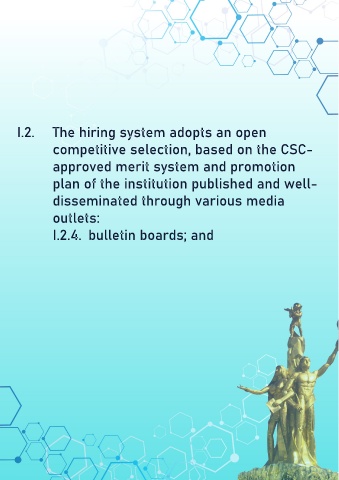 I.2. The hiring system adopts an open
competitive selection, based on the CSC-
approved merit system and promotion
plan of the institution published and well-
disseminated through various media
outlets:
I.2.4. bulletin boards; and